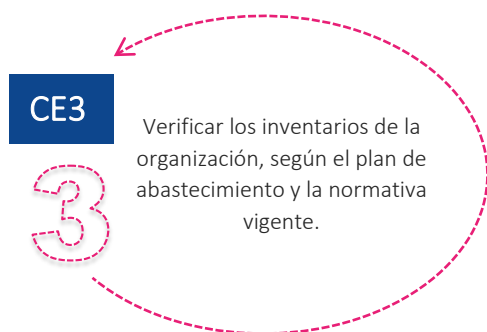 CE3
3
Verificar los inventarios de la
organización, según el plan de
abastecimiento y la normativa
vigente.